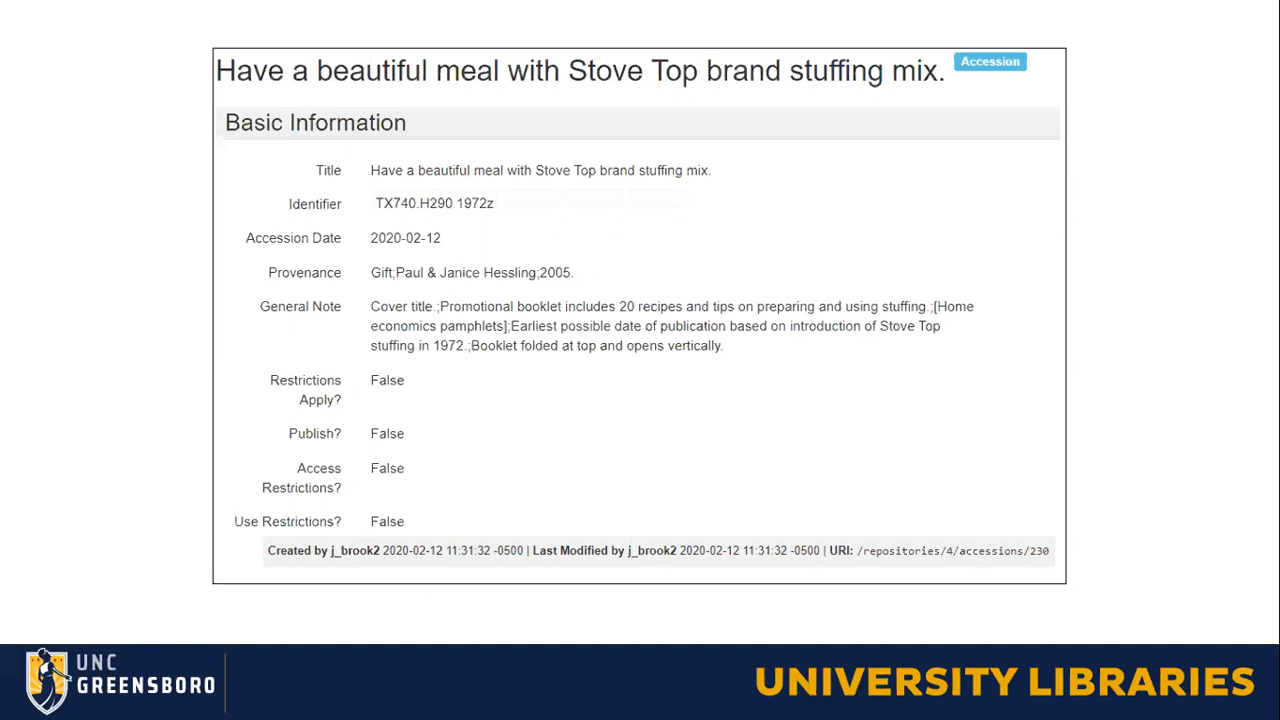 Have a beautiful meal with Stove Top brand stuffing mix. Accession
Basic Information
Title Have a beautiful meal with Stove Top brand stuffing mix.
Identifier TX740.H290 1972z
Accession Date 2020-02-12
Provenance Gift;Paul & Janice Hessling;2005.
General Note Cover title.;Promotional booklet includes 20 recipes and tips on preparing and using stuffing.;[Home
economics pamphlets];Earliest possible date of publication based on introduction of Stove Top
stuffing in 1972.;Booklet folded at top and opens vertically.
Restrictions False
Apply?
Publish? False
Access False
Restrictions?
Use Restrictions? False
Created by j_brook2 2020-02-12 11:31:32 -0500 | Last Modified by j_brook2 2020-02-12 11:31:32 -0500 | URI: /repositories/4/accessions/230
UNC
GREENSBORO
UNIVERSITY LIBRARIES